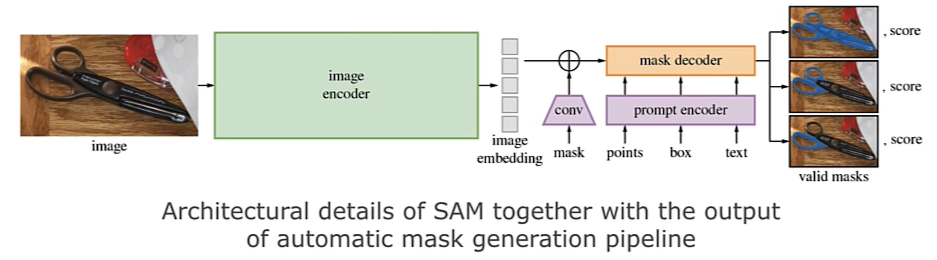 image
image
encoder
image
embedding
conv
mask
mask decoder
prompt encoder
points
box
text
, score
, score
, score
valid masks
Architectural details of SAM together with the output
of automatic mask generation pipeline